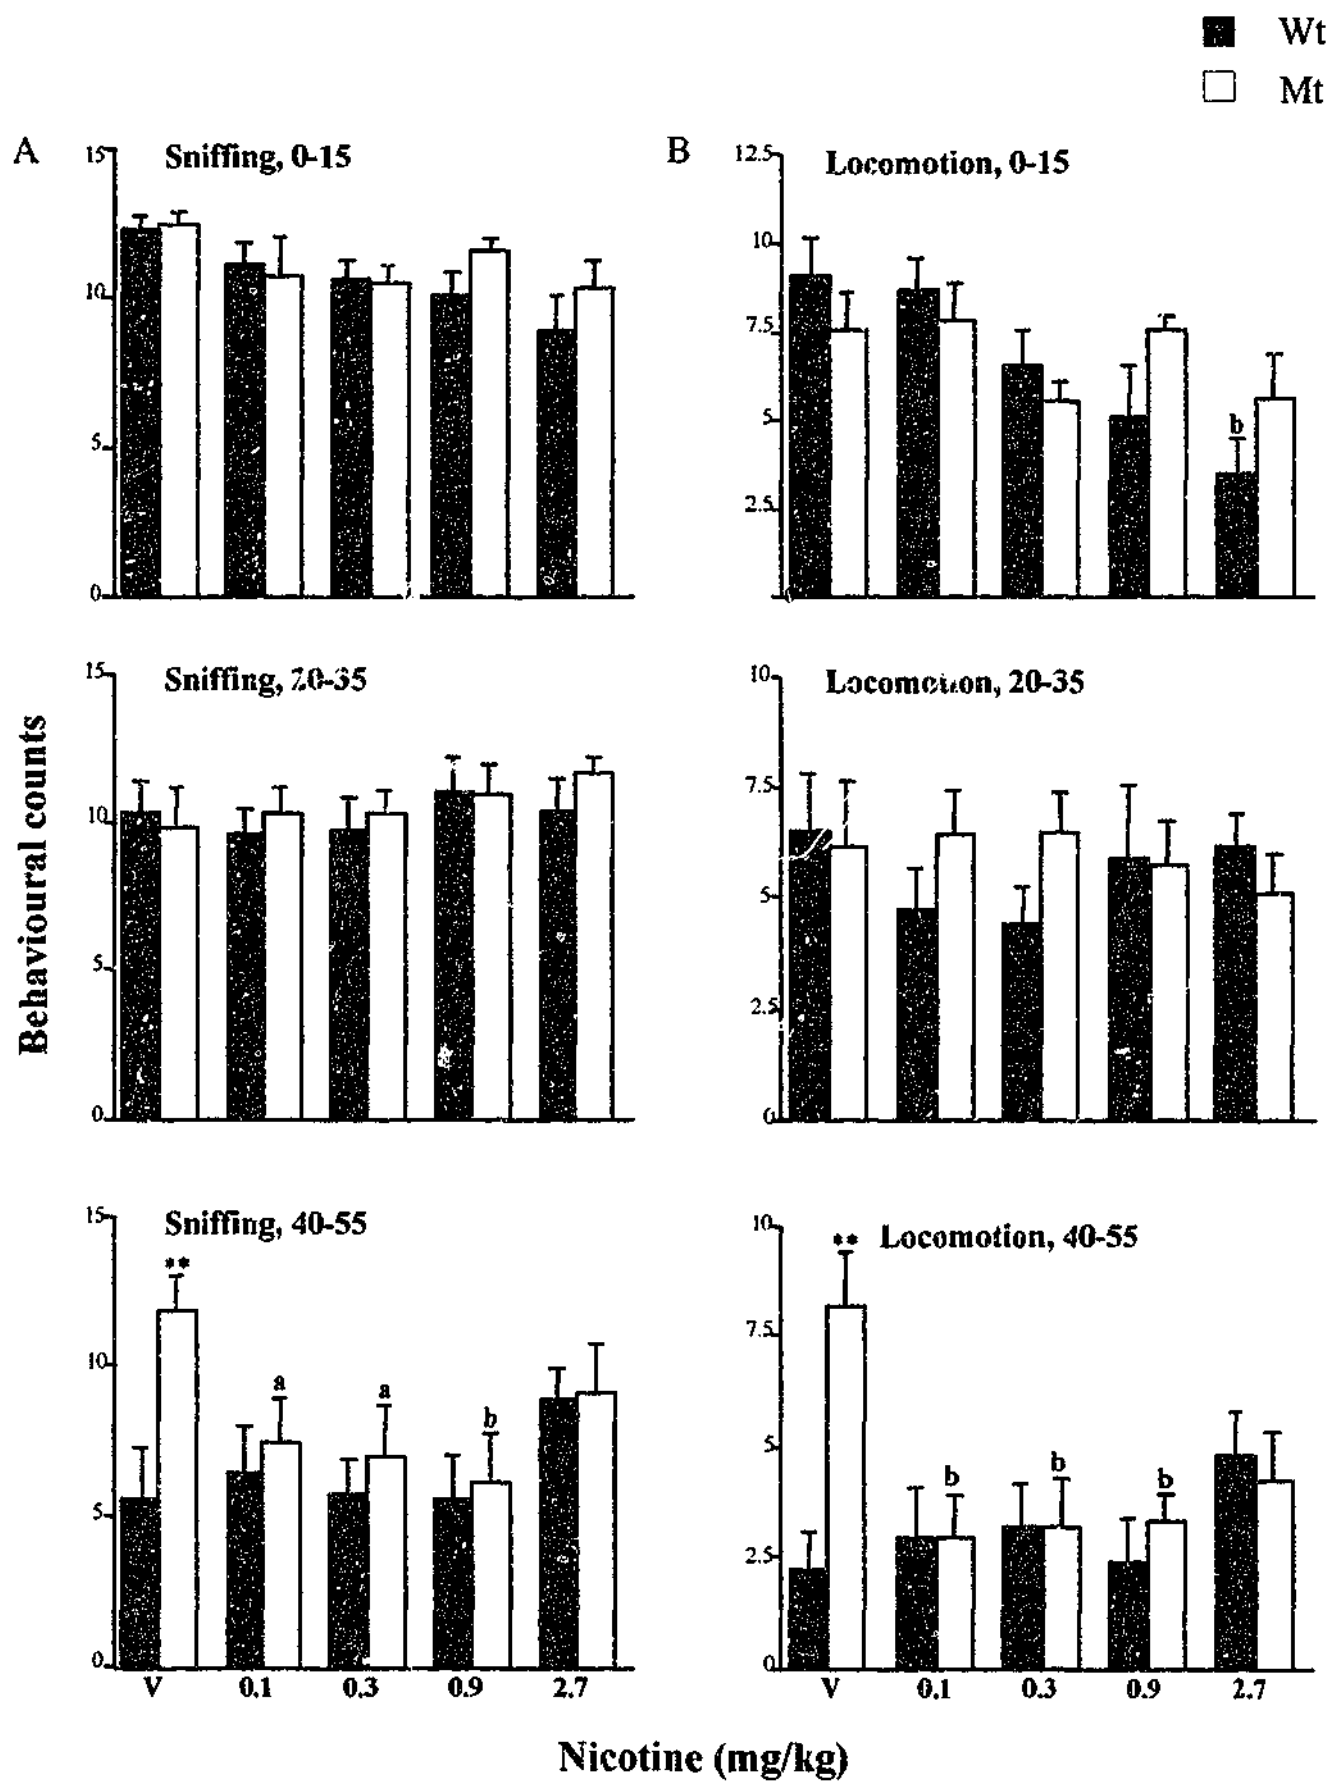 Wt
Mt
A
Sniffing, 0-15
15
10
5
0
B
Locomotion, 0-15
12.5
10
7.5
5
2.5
0
b
Behavioural counts
Sniffing, 20-35
15
10
5
0
Locomotion, 20-35
10
7.5
5
2.5
0
Sniffing, 40-55
15
10
5
0
**
a
a
b
V 0.1 0.3 0.9 2.7
Locomotion, 40-55
10
7.5
5
2.5
0
**
b
b
b
V 0.1 0.3 0.9 2.7
Nicotine (mg/kg)